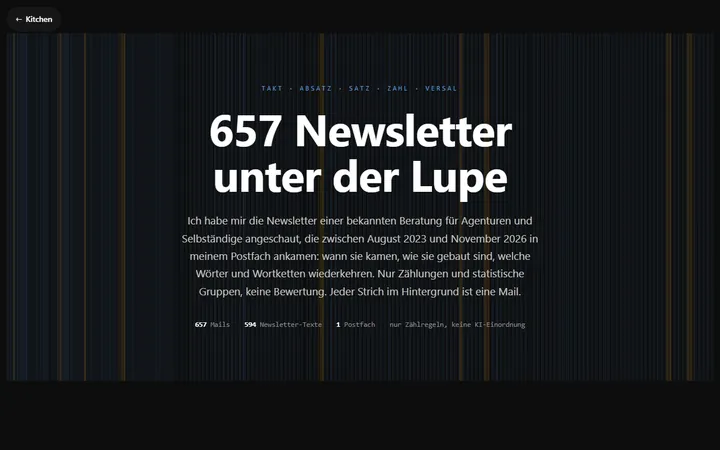 ← Kitchen
TAKT · ABSATZ · SATZ · ZAHL · VERSAL
657 Newsletter
unter der Lupe
Ich habe mir die Newsletter einer bekannten Beratung für Agenturen und
Selbständige angeschaut, die zwischen August 2023 und November 2026 in
meinem Postfach ankamen: wann sie kamen, wie sie gebaut sind, welche
Wörter und Wortketten wiederkehren. Nur Zählungen und statistische
Gruppen, keine Bewertung. Jeder Strich im Hintergrund ist eine Mail.
657 Mails 594 Newsletter-Texte 1 Postfach nur Zählregeln, keine KI-Einordnung